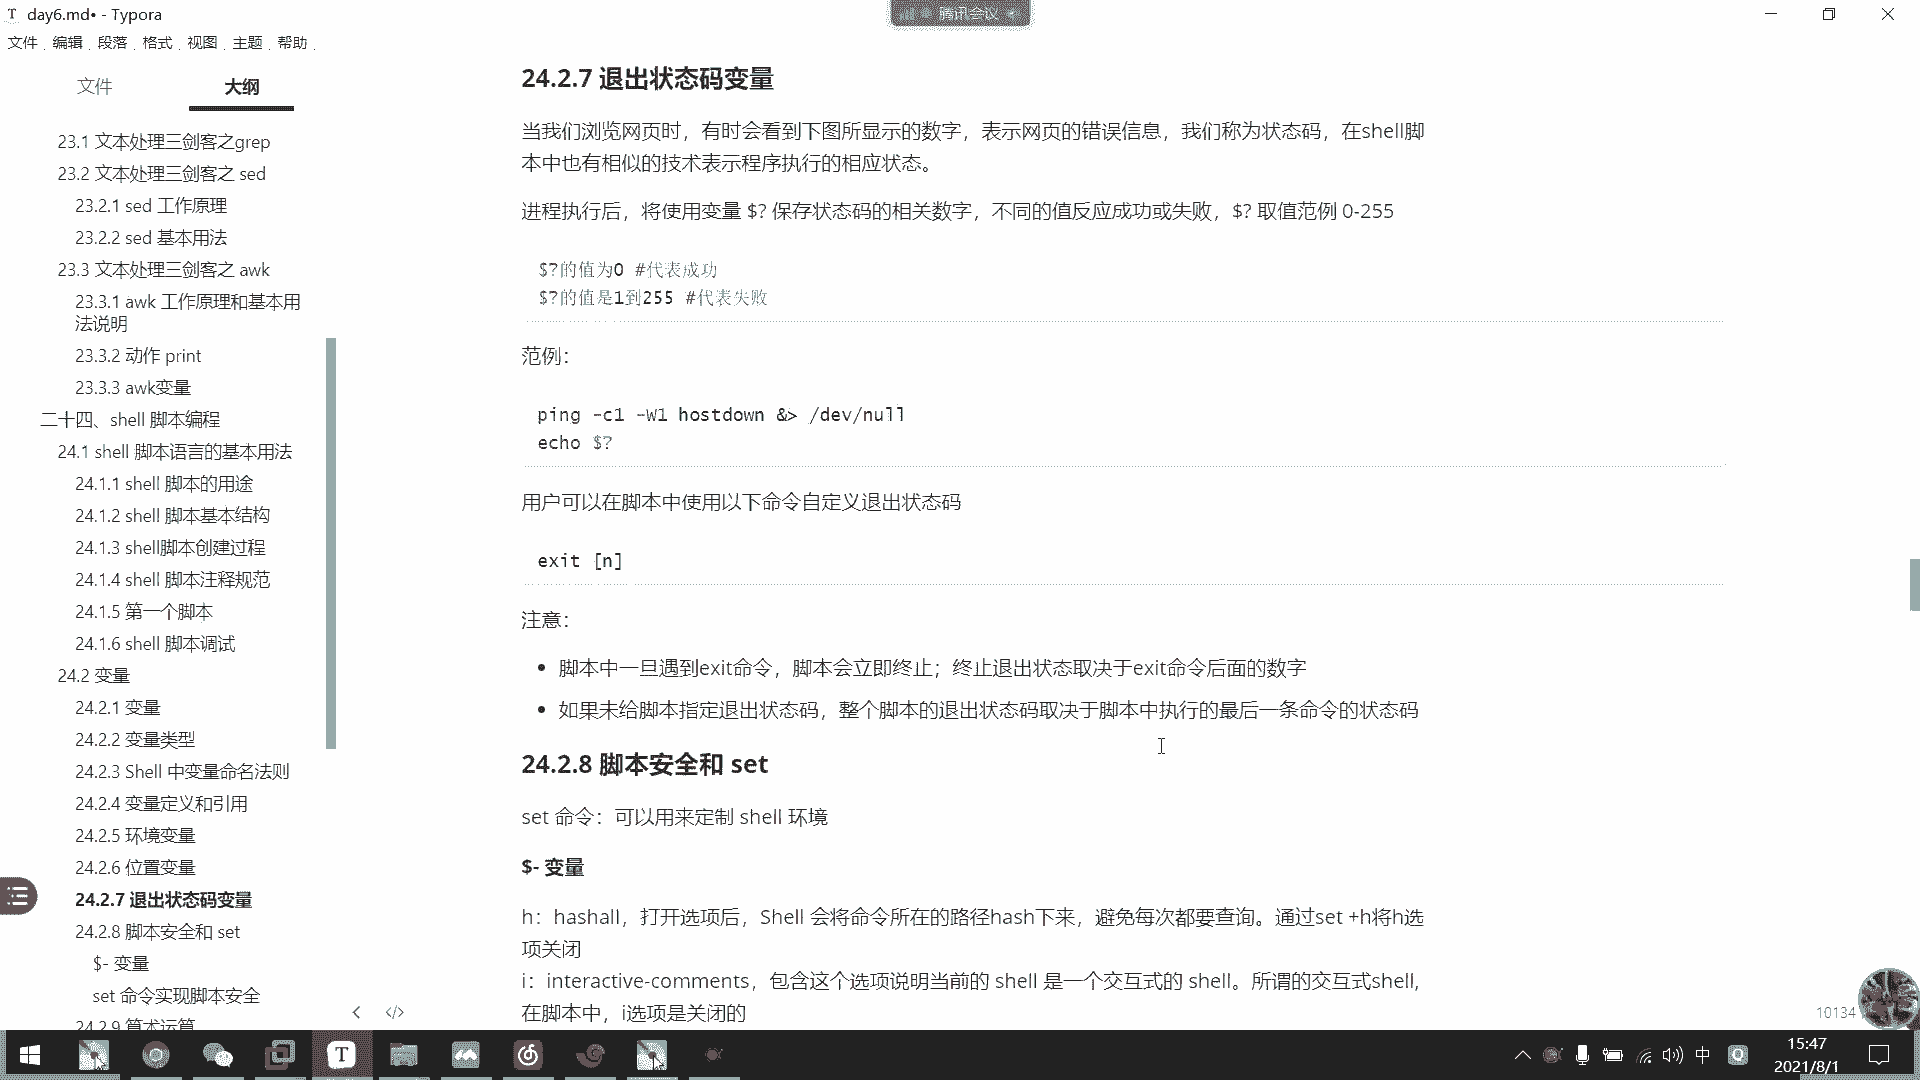 day6.md• - Typora
腾讯会议
文件 编辑 段落 格式 视图 主题 帮助
文件 大纲
23.1 文本处理三剑客之grep
23.2 文本处理三剑客之 sed
23.2.1 sed 工作原理
23.2.2 sed 基本用法
23.3 文本处理三剑客之 awk
23.3.1 awk 工作原理和基本用
法说明
23.3.2 动作 print
23.3.3 awk变量
二十四、shell 脚本编程
24.1 shell 脚本语言的基本用法
24.1.1 shell 脚本的用途
24.1.2 shell 脚本基本结构
24.1.3 shell脚本创建过程
24.1.4 shell 脚本注释规范
24.1.5 第一个脚本
24.1.6 shell 脚本调试
24.2 变量
24.2.1 变量
24.2.2 变量类型
24.2.3 Shell 中变量命名法则
24.2.4 变量定义和引用
24.2.5 环境变量
24.2.6 位置变量
24.2.7 退出状态码变量
24.2.8 脚本安全和 set
$- 变量
set 命令实现脚本安全
24.2.9 算术运算
24.2.7 退出状态码变量
当我们浏览网页时，有时会看到下图所显示的数字，表示网页的错误信息，我们称为状态码，在shell脚
本中也有相似的技术表示程序执行的相应状态。
进程执行后，将使用变量 $? 保存状态码的相关数字，不同的值反应成功或失败，$? 取值范例 0-255
$?的值为0 #代表成功
$?的值是1到255 #代表失败
范例：
ping -c1 -W1 hostdown &> /dev/null
echo $?
用户可以在脚本中使用以下命令自定义退出状态码
exit [n]
注意：
• 脚本中一旦遇到exit命令，脚本会立即终止；终止退出状态取决于exit命令后面的数字
• 如果未给脚本指定退出状态码，整个脚本的退出状态码取决于脚本中执行的最后一条命令的状态码
24.2.8 脚本安全和 set
set 命令：可以用来定制 shell 环境
$- 变量
h：hashall，打开选项后，Shell 会将命令所在的路径hash下来，避免每次都要查询。通过set +h将h选
项关闭
i：interactive-comments，包含这个选项说明当前的 shell 是一个交互式的 shell。所谓的交互式shell,
在脚本中，i选项是关闭的
10134
中
15:47
2021/8/1